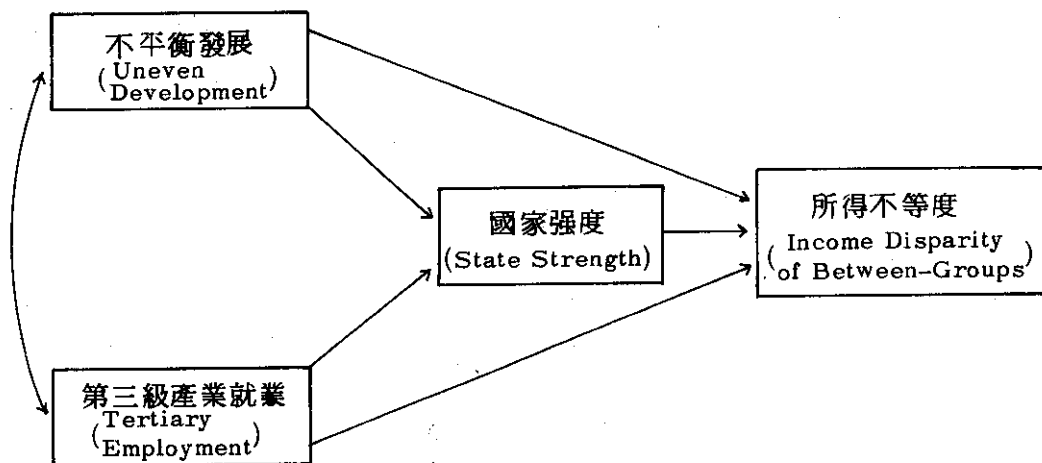 不平衡發展
(Uneven
Development)
國家强度
(State Strength)
所得不等度
(Income Disparity
of Between-Groups)
第三級產業就業
(Tertiary
Employment)